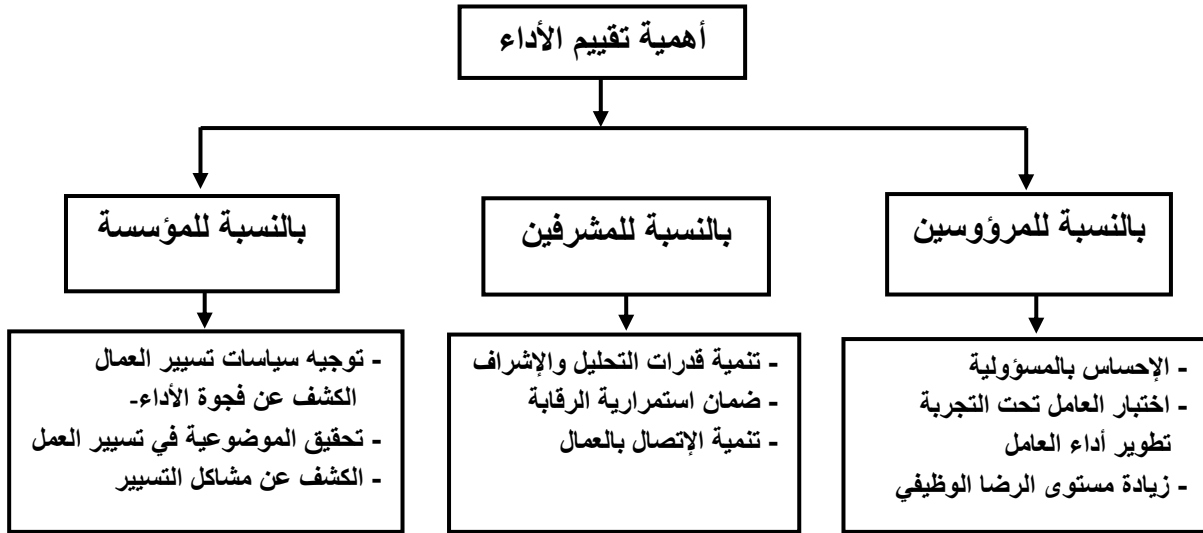 أهمية تقييم الأداء
بالنسبة للمرؤوسين
بالنسبة للمشرفين
بالنسبة للمؤسسة
- الإحساس بالمسؤولية
- اختبار العامل تحت التجربة
تطوير أداء العامل
- زيادة مستوى الرضا الوظيفي
- تنمية قدرات التحليل والإشراف
- ضمان استمرارية الرقابة
- تنمية الإتصال بالعمال
- توجيه سياسات تسيير العمال
الكشف عن فجوة الأداء-
- تحقيق الموضوعية في تسيير العمل
- الكشف عن مشاكل التسيير